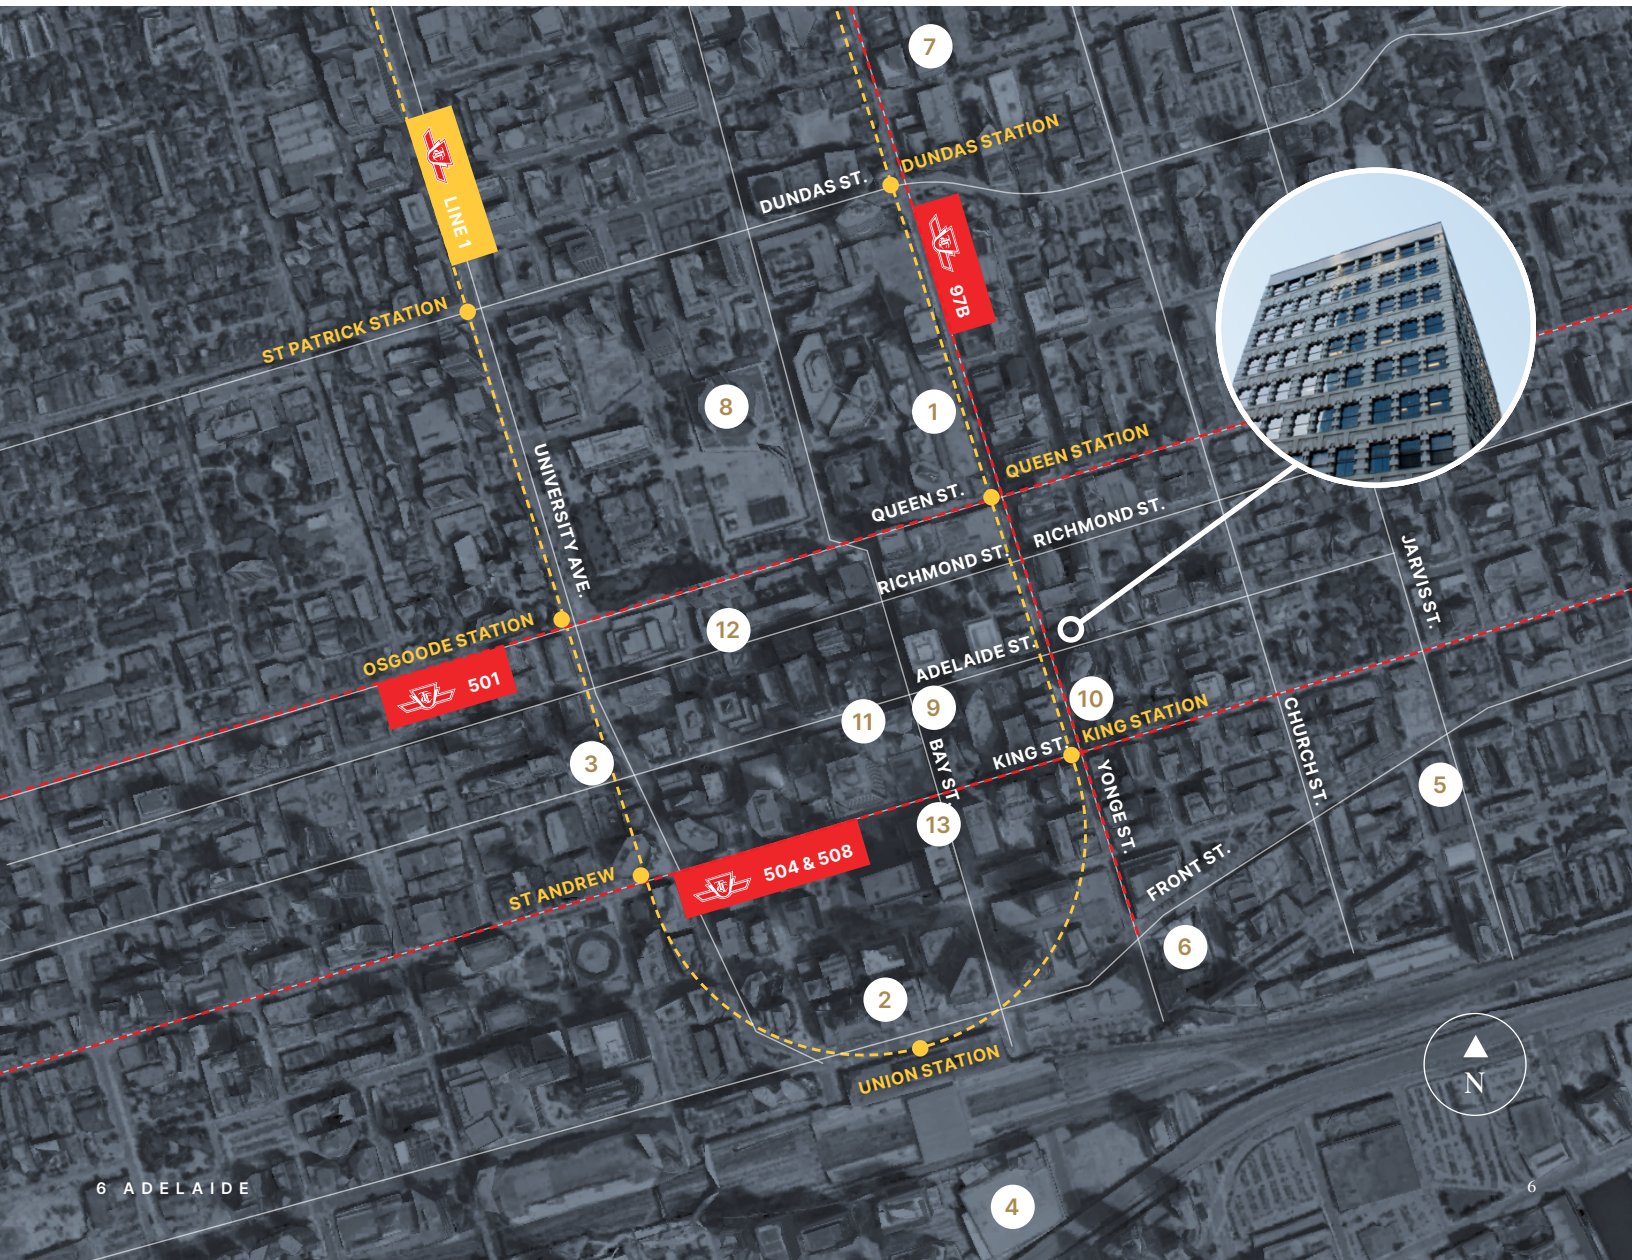 7
DUNDAS STATION
DUNDAS ST.
LINE 1
97B
ST PATRICK STATION
8
1
QUEEN STATION
QUEEN ST.
UNIVERSITY AVE.
RICHMOND ST.
RICHMOND ST.
JARVIS ST.
OSGOODE STATION
501
12
ADELAIDE ST.
9
10
11
KING STATION
KING ST.
BAY ST.
YONGE ST.
CHURCH ST.
3
5
13
504 & 508
ST ANDREW
FRONT ST.
6
2
UNION STATION
N
4
6 ADELAIDE
6